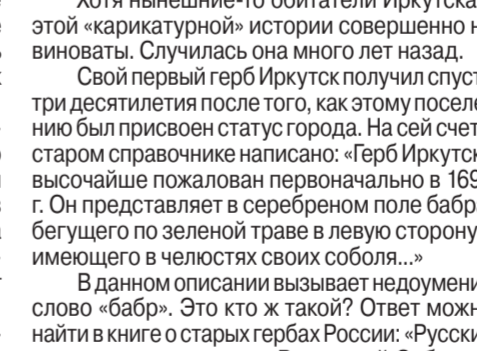 Хотя нынешние-то обитатели Иркутска
этой «карикатурной» истории совершенно н
виноваты. Случилась она много лет назад.
Свой первый герб Иркутск получил спуст
три десятилетия после того, как этому поселе
нию был присвоен статус города. На сей счет
старом справочнике написано: «Герб Иркутск
высочайше пожалован первоначально в 169
г. Он представляет в серебреном поле бабр
бегущего по зеленой траве в левую сторону
имеющего в челюстях своих соболя...»
В данном описании вызывает недоумени
слово «бабр». Это кто ж такой? Ответ можн
найти в книге о старых гербах России: «Русски